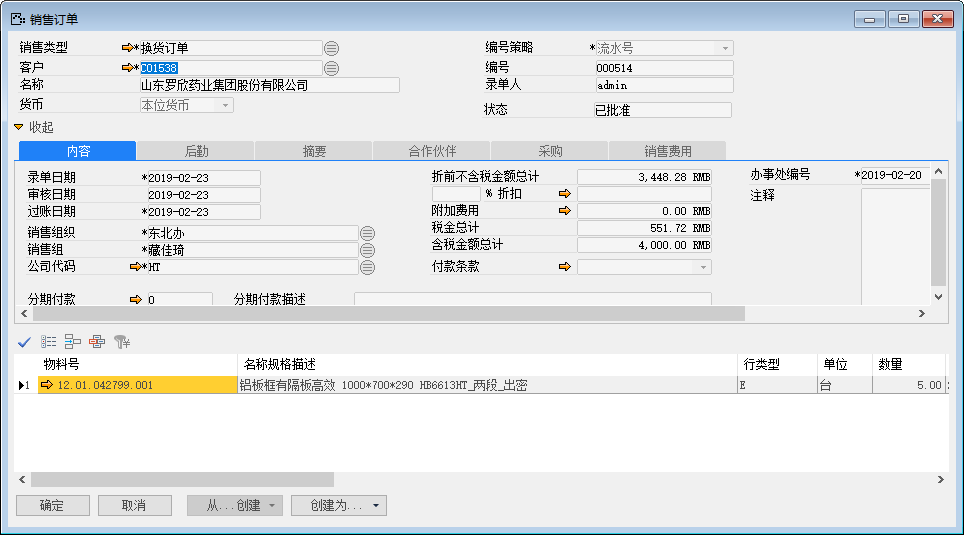 销售订单
销售类型 *换货订单 编号策略 *流水号
客户 *C01538 编号 000514
名称 山东罗欣药业集团股份有限公司 录单人 admin
货币 本位货币 状态 已批准
收起
内容 后勤 摘要 合作伙伴 采购 销售费用
录单日期 *2019-02-23 折前不含税金额总计 3,448.28 RMB 办事处编号 *2019-02-20
审核日期 2019-02-23 % 折扣 注释
过账日期 *2019-02-23 附加费用 0.00 RMB
税金总计 551.72 RMB
销售组织 *东北办
销售组 *藏佳琦 含税金额总计 4,000.00 RMB
公司代码 *HT 付款条款
分期付款 0 分期付款描述
物料号 名称规格描述 行类型 单位 数量
1 12.01.042799.001 铝板框有隔板高效 1000*700*290 HB6613HT_两段_出密 E 台 5.00
确定 取消 从...创建 创建为...